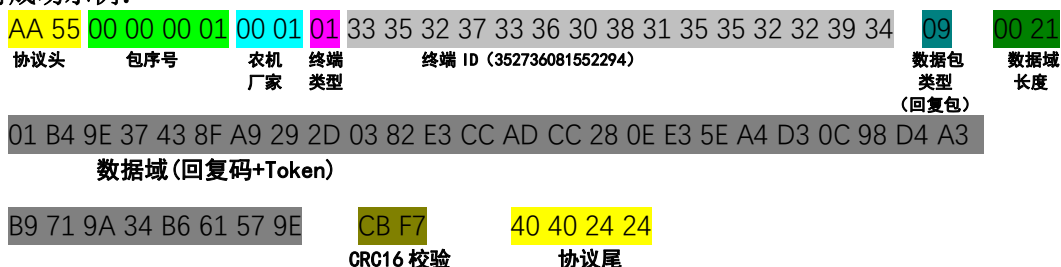 AA 55 00 00 00 01 00 01 01 33 35 32 37 33 36 30 38 31 35 35 32 32 39 34 09 00 21
协议头 包序号 农机厂家 终端类型 终端 ID（352736081552294） 数据包类型（回复包） 数据域长度
01 B4 9E 37 43 8F A9 29 2D 03 82 E3 CC AD CC 28 0E E3 5E A4 D3 0C 98 D4 A3
数据域(回复码+Token)
B9 71 9A 34 B6 61 57 9E CB F7 40 40 24 24
CRC16 校验 协议尾